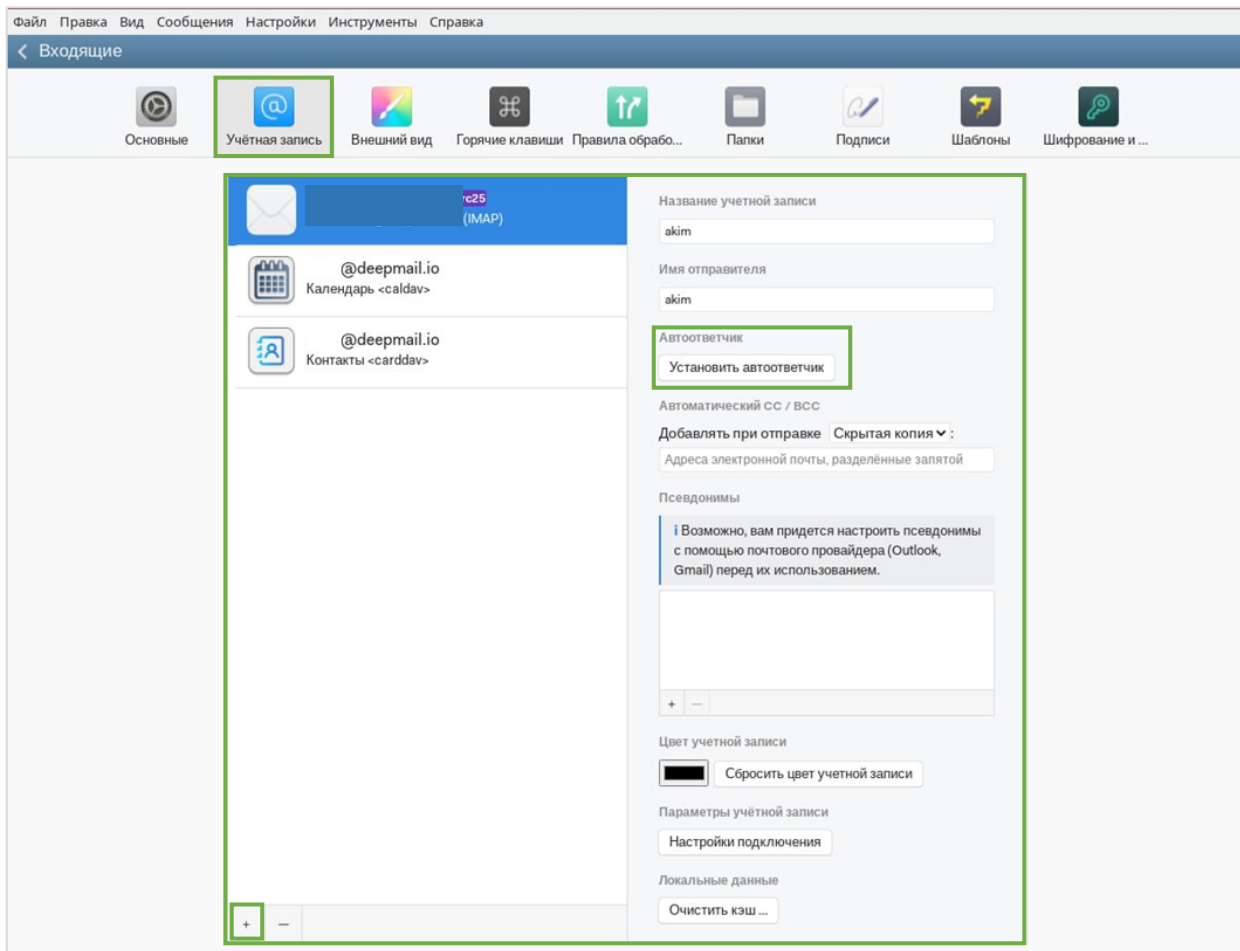 Файл Правка Вид Сообщения Настройки Инструменты Справка
Входящие
Основные Учётная запись Внешний вид Горячие клавиши Правила обрабо... Папки Подписи Шаблоны Шифрование и ...
rc25
(IMAP)
@deepmail.io
Календарь <caldav>
@deepmail.io
Контакты <carddav>
+ —
Название учетной записи
akim
Имя отправителя
akim
Автоответчик
Установить автоответчик
Автоматический CC / BCC
Добавлять при отправке Скрытая копия :
Адреса электронной почты, разделённые запятой
Псевдонимы
i Возможно, вам придется настроить псевдонимы
с помощью почтового провайдера (Outlook,
Gmail) перед их использованием.
+ —
Цвет учетной записи
Сбросить цвет учетной записи
Параметры учётной записи
Настройки подключения
Локальные данные
Очистить кэш ...